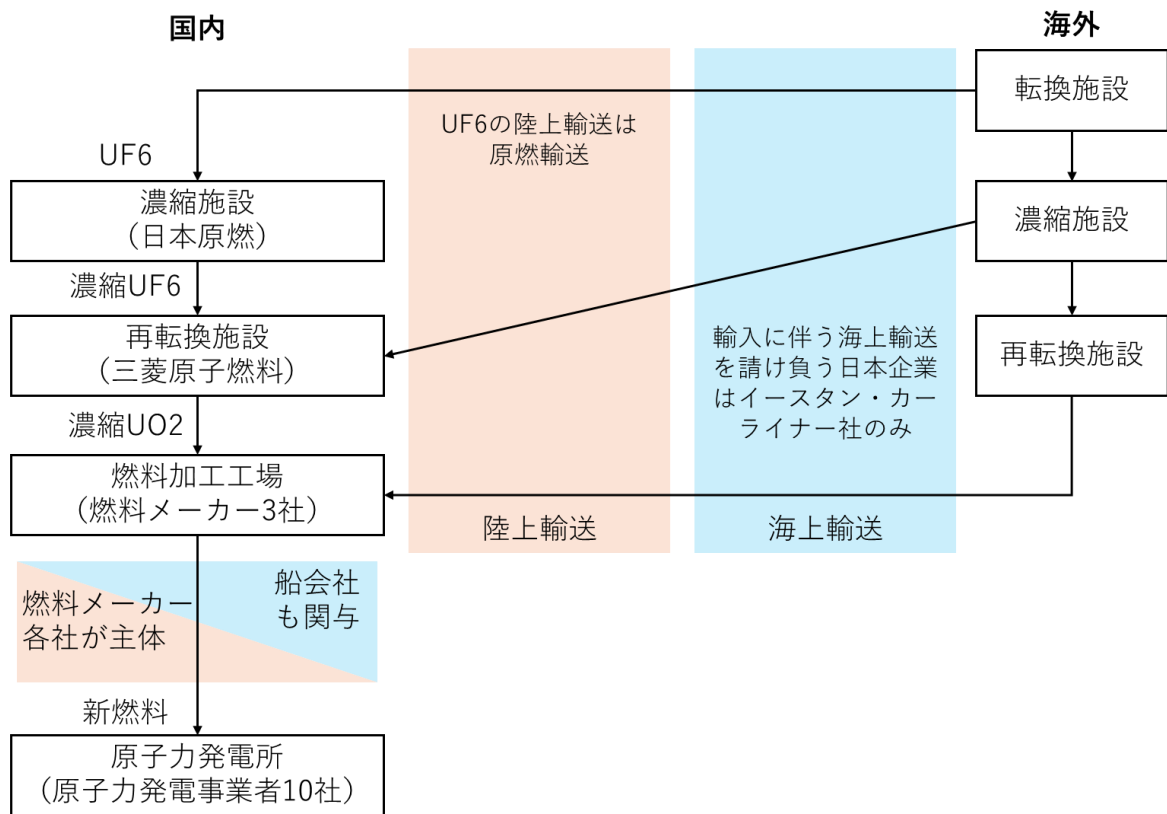 国内
海外
転換施設
UF6の陸上輸送は
原燃輸送
UF6
濃縮施設
(日本原燃)
濃縮施設
濃縮UF6
再転換施設
(三菱原子燃料)
輸入に伴う海上輸送
を請け負う日本企業
はイースタン・カー
ライナー社のみ
再転換施設
濃縮UO2
燃料加工工場
(燃料メーカー3社)
陸上輸送
海上輸送
燃料メーカー
各社が主体
船会社
も関与
新燃料
原子力発電所
(原子力発電事業者10社)